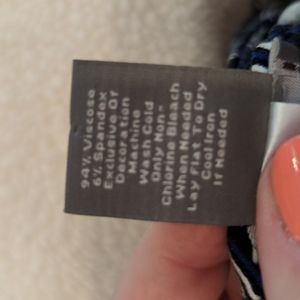 94% Viscose
6% Spandex
Exclusive Of
Decoration
Machine
Wash Cold
Only Non-
Chlorine Bleach
When Needed
Lay Flat To Dry
Cool Iron
If Needed